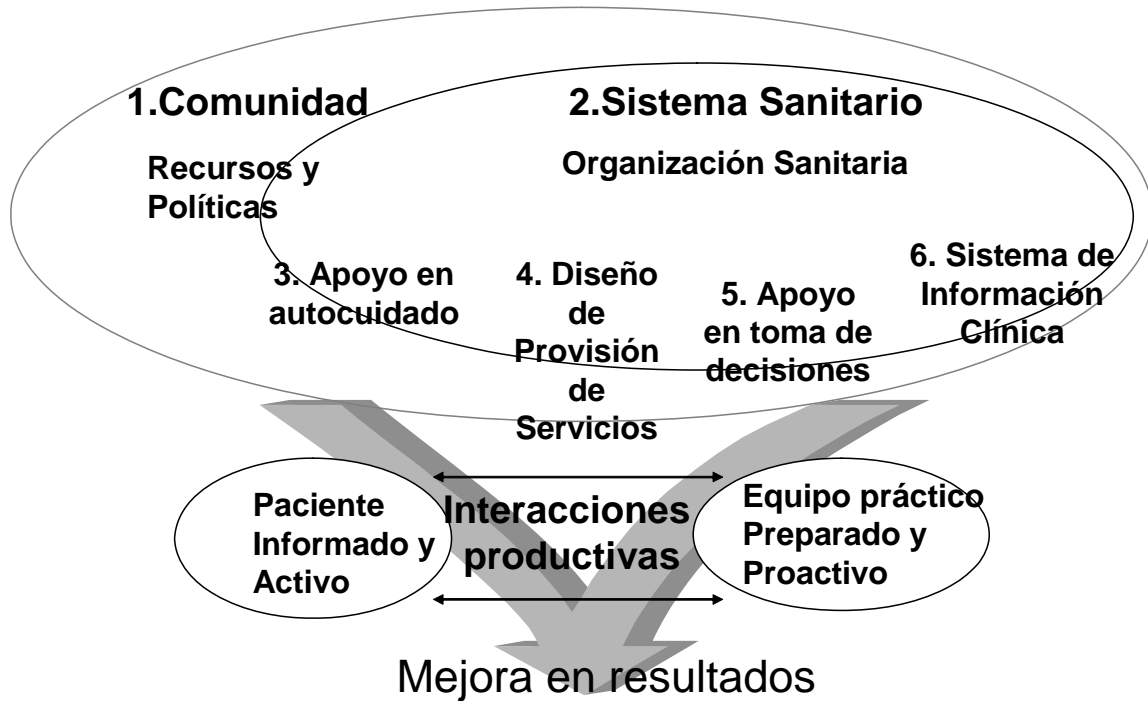 1.Comunidad
Recursos y
Políticas
2.Sistema Sanitario
Organización Sanitaria
3. Apoyo en
autocuidado
4. Diseño
de
Provisión
de
Servicios
5. Apoyo
en toma de
decisiones
6. Sistema de
Información
Clínica
Paciente
Informado y
Activo
Interacciones
productivas
Equipo práctico
Preparado y
Proactivo
Mejora en resultados